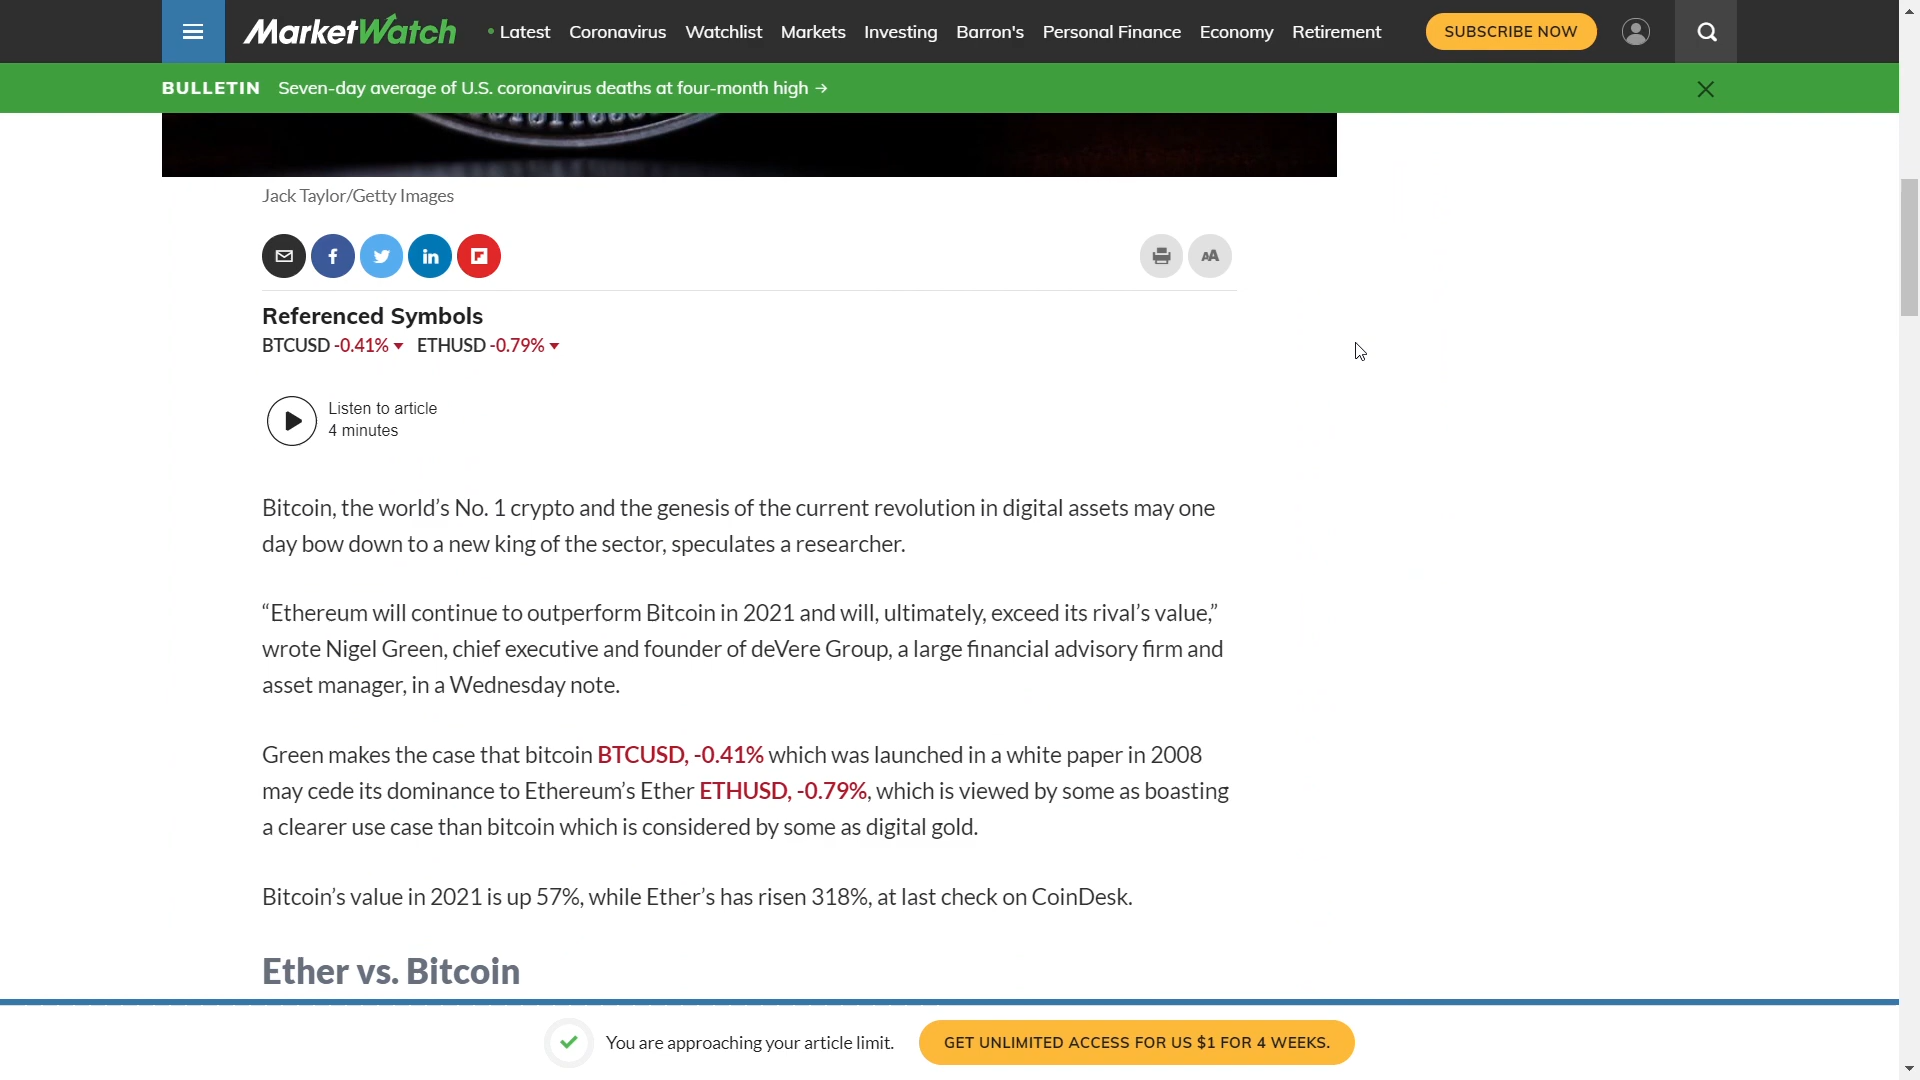 MarketWatch
Latest Coronavirus Watchlist Markets Investing Barron's Personal Finance Economy Retirement
SUBSCRIBE NOW
BULLETIN Seven-day average of U.S. coronavirus deaths at four-month high →
Jack Taylor/Getty Images
f in AA
Referenced Symbols
BTCUSD -0.41% ETHUSD -0.79%
Listen to article
4 minutes
Bitcoin, the world’s No. 1 crypto and the genesis of the current revolution in digital assets may one
day bow down to a new king of the sector, speculates a researcher.
“Ethereum will continue to outperform Bitcoin in 2021 and will, ultimately, exceed its rival’s value,”
wrote Nigel Green, chief executive and founder of deVere Group, a large financial advisory firm and
asset manager, in a Wednesday note.
Green makes the case that bitcoin BTCUSD, -0.41% which was launched in a white paper in 2008
may cede its dominance to Ethereum’s Ether ETHUSD, -0.79%, which is viewed by some as boasting
a clearer use case than bitcoin which is considered by some as digital gold.
Bitcoin’s value in 2021 is up 57%, while Ether’s has risen 318%, at last check on CoinDesk.
Ether vs. Bitcoin
You are approaching your article limit.
GET UNLIMITED ACCESS FOR US $1 FOR 4 WEEKS.